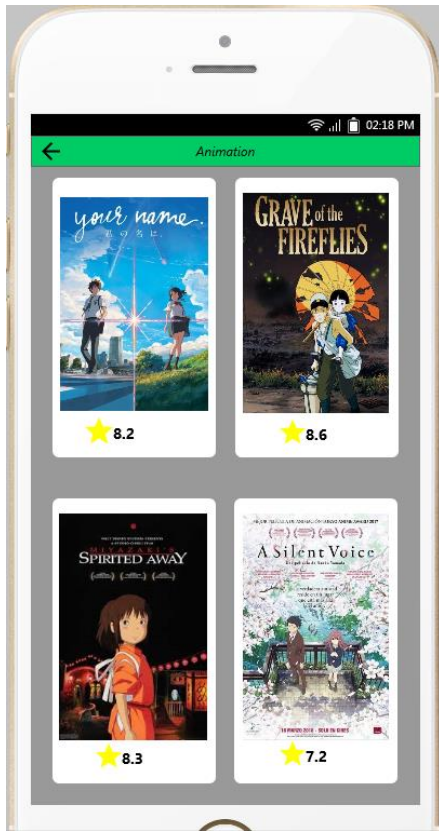 02:18 PM
Animation
your name.
君の名は.
8.2
GRAVE of the
FIREFLIES
8.6
MIYAZAKI'S
SPIRITED AWAY
8.3
A Silent Voice
7.2